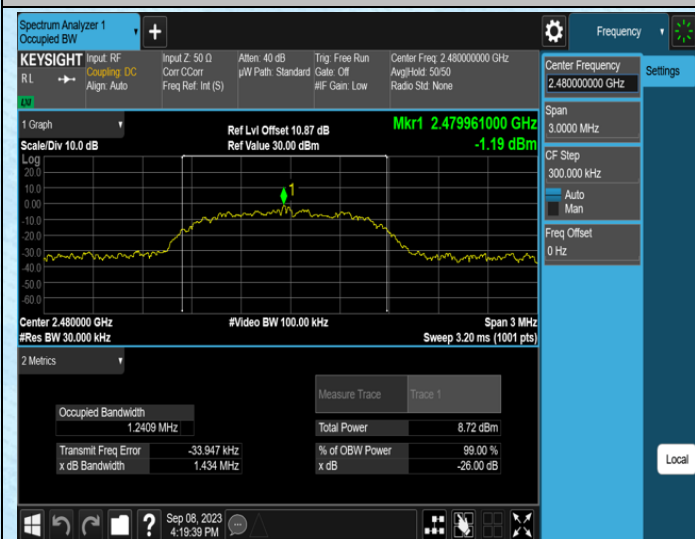 Spectrum Analyzer 1
Occupied BW
+
Frequency
KEYSIGHT
RL
LXI
Input: RF
Coupling: DC
Align: Auto
Input Z: 50 Ω
Corr CCorr
Freq Ref: Int (S)
Atten: 40 dB
µW Path: Standard
Trig: Free Run
Gate: Off
#IF Gain: Low
Center Freq: 2.480000000 GHz
Avg|Hold: 50/50
Radio Std: None
Center Frequency
2.480000000 GHz
Settings
Span
3.0000 MHz
CF Step
300.000 kHz
Auto
Man
Freq Offset
0 Hz
Local
1 Graph
Scale/Div 10.0 dB
Ref Lvl Offset 10.87 dB
Ref Value 30.00 dBm
Mkr1 2.479961000 GHz
-1.19 dBm
Log
20.0
10.0
0.00
-10.0
-20.0
-30.0
-40.0
-50.0
-60.0
1
Center 2.480000 GHz
#Res BW 30.000 kHz
#Video BW 100.00 kHz
Span 3 MHz
Sweep 3.20 ms (1001 pts)
2 Metrics
Measure Trace Trace 1
Occupied Bandwidth
1.2409 MHz
Total Power 8.72 dBm
Transmit Freq Error -33.947 kHz
% of OBW Power 99.00 %
x dB Bandwidth 1.434 MHz
x dB -26.00 dB
?
Sep 08, 2023
4:19:39 PM